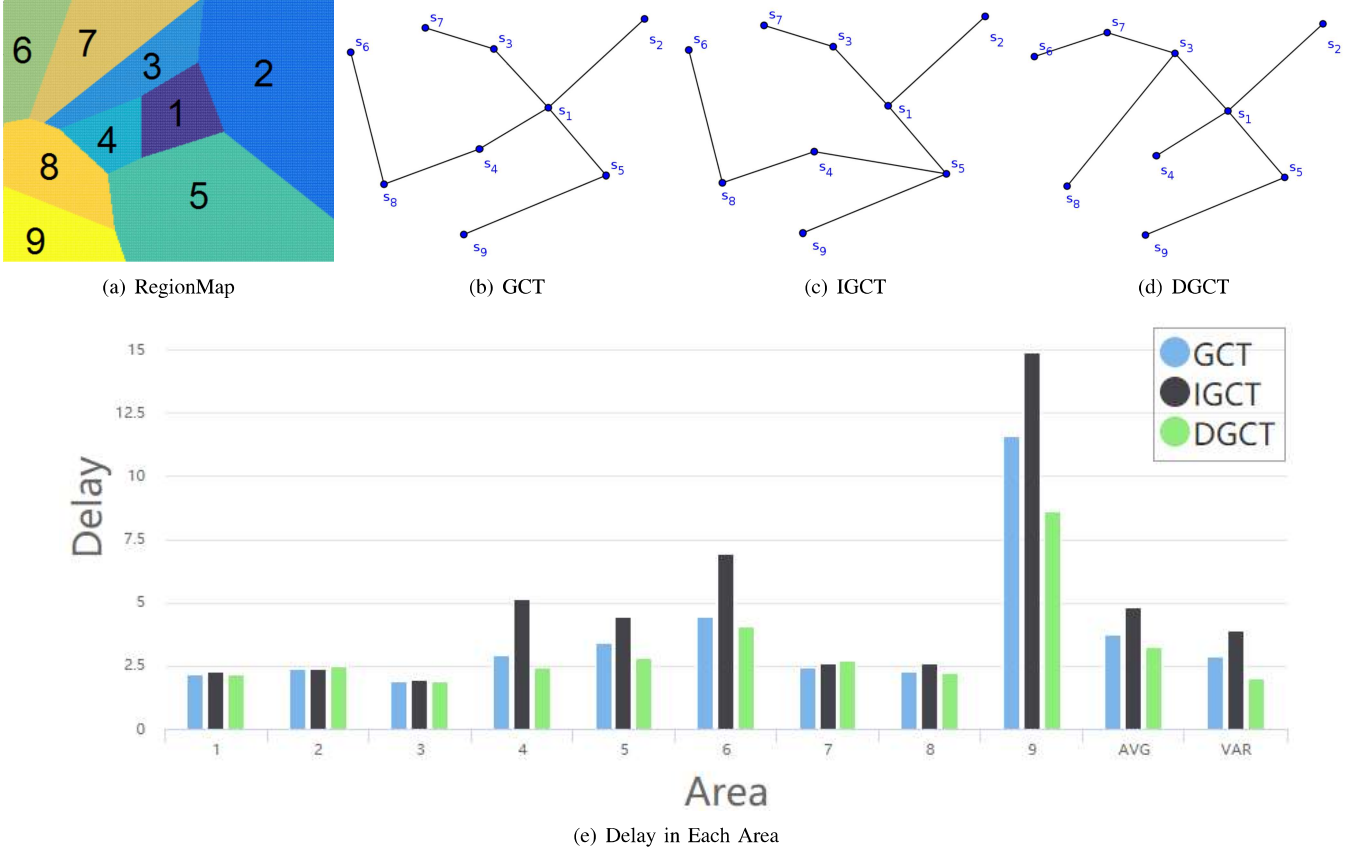 6
7
3
2
1
4
8
5
9
(a) RegionMap
s7
s2
s3
s6
s1
s4
s5
s8
s9
(b) GCT
s7
s2
s3
s6
s1
s4
s5
s8
s9
(c) IGCT
s7
s2
s3
s6
s1
s4
s5
s8
s9
(d) DGCT
GCT
IGCT
DGCT
15
12.5
10
7.5
5
2.5
0
Delay
1 2 3 4 5 6 7 8 9 AVG VAR
Area
(e) Delay in Each Area